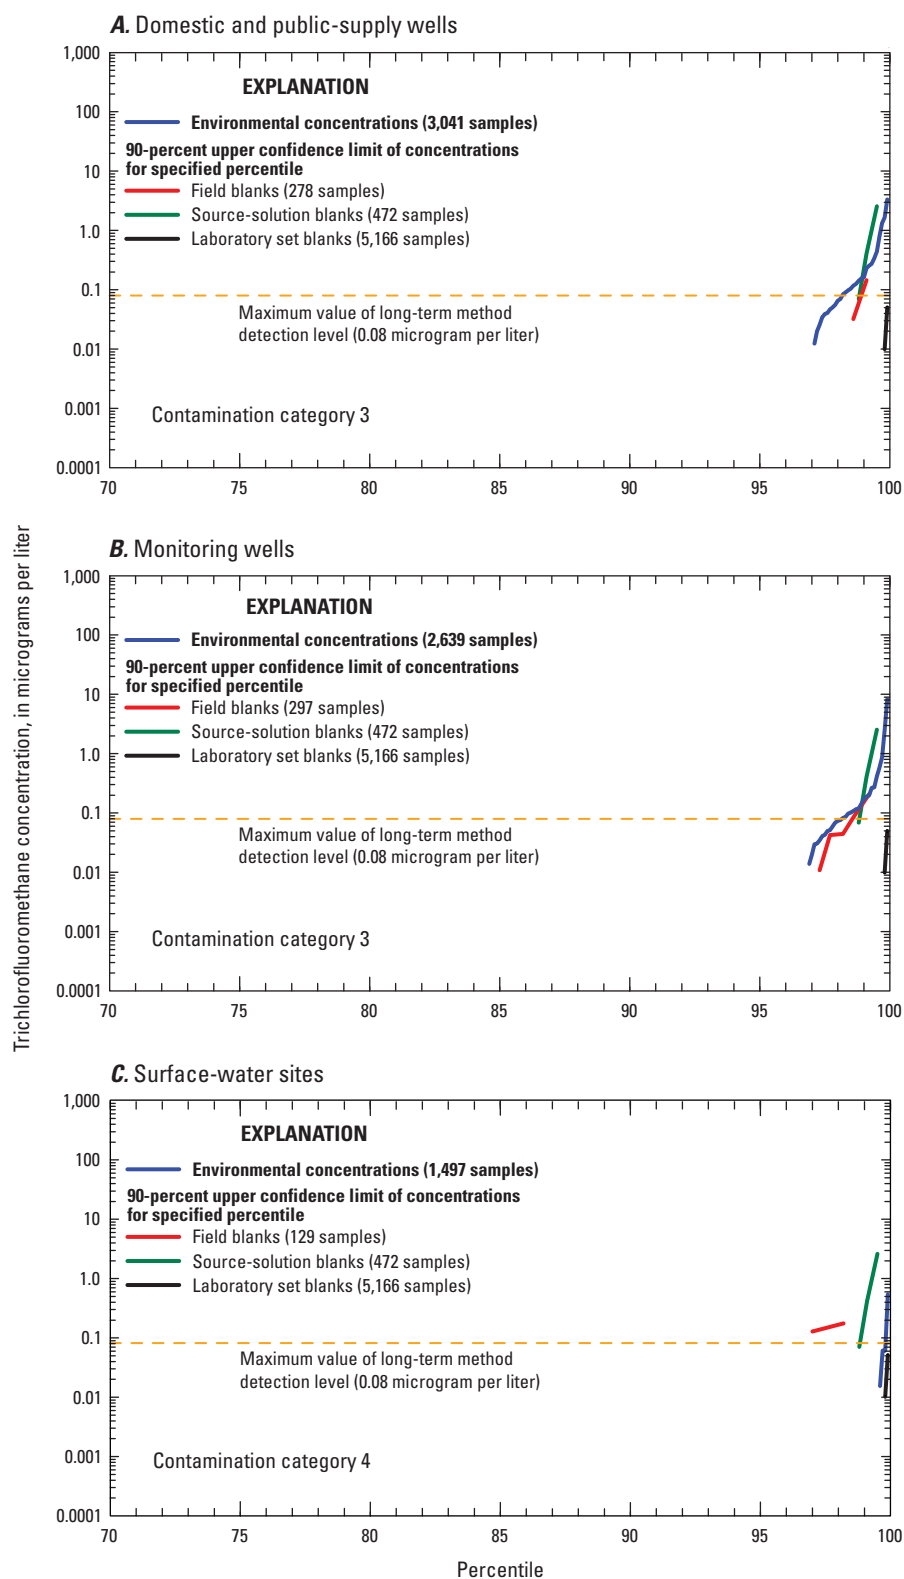 A. Domestic and public-supply wells
1,000
EXPLANATION
100
Environmental concentrations (3,041 samples)
90-percent upper confidence limit of concentrations
for specified percentile
10
Field blanks (278 samples)
Source-solution blanks (472 samples)
1.0
Laboratory set blanks (5,166 samples)
0.1
Maximum value of long-term method
detection level (0.08 microgram per liter)
0.01
0.001
Contamination category 3
0.0001
70 75 80 85 90 95 100
Trichlorofluoromethane concentration, in micrograms per liter
B. Monitoring wells
1,000
EXPLANATION
100
Environmental concentrations (2,639 samples)
90-percent upper confidence limit of concentrations
for specified percentile
10
Field blanks (297 samples)
Source-solution blanks (472 samples)
1.0
Laboratory set blanks (5,166 samples)
0.1
Maximum value of long-term method
detection level (0.08 microgram per liter)
0.01
0.001
Contamination category 3
0.0001
70 75 80 85 90 95 100
C. Surface-water sites
1,000
EXPLANATION
100
Environmental concentrations (1,497 samples)
90-percent upper confidence limit of concentrations
for specified percentile
10
Field blanks (129 samples)
Source-solution blanks (472 samples)
1.0
Laboratory set blanks (5,166 samples)
0.1
Maximum value of long-term method
detection level (0.08 microgram per liter)
0.01
0.001
Contamination category 4
0.0001
70 75 80 85 90 95 100
Percentile